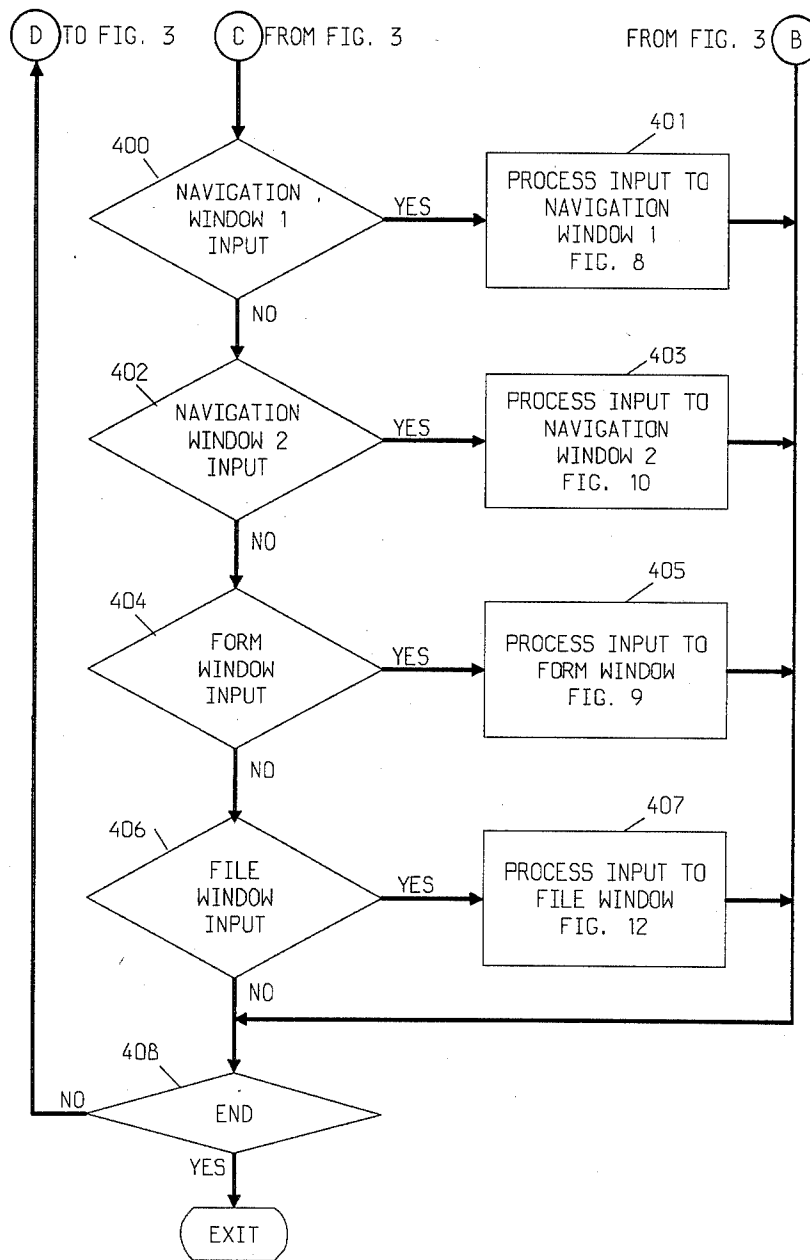 D TO FIG. 3 C FROM FIG. 3 FROM FIG. 3 B
400
NAVIGATION
WINDOW 1
INPUT
YES
401
PROCESS INPUT TO
NAVIGATION
WINDOW 1
FIG. 8
NO
402
NAVIGATION
WINDOW 2
INPUT
YES
403
PROCESS INPUT TO
NAVIGATION
WINDOW 2
FIG. 10
NO
404
FORM
WINDOW
INPUT
YES
405
PROCESS INPUT TO
FORM WINDOW
FIG. 9
NO
406
FILE
WINDOW
INPUT
YES
407
PROCESS INPUT TO
FILE WINDOW
FIG. 12
NO
408
END
NO
YES
EXIT